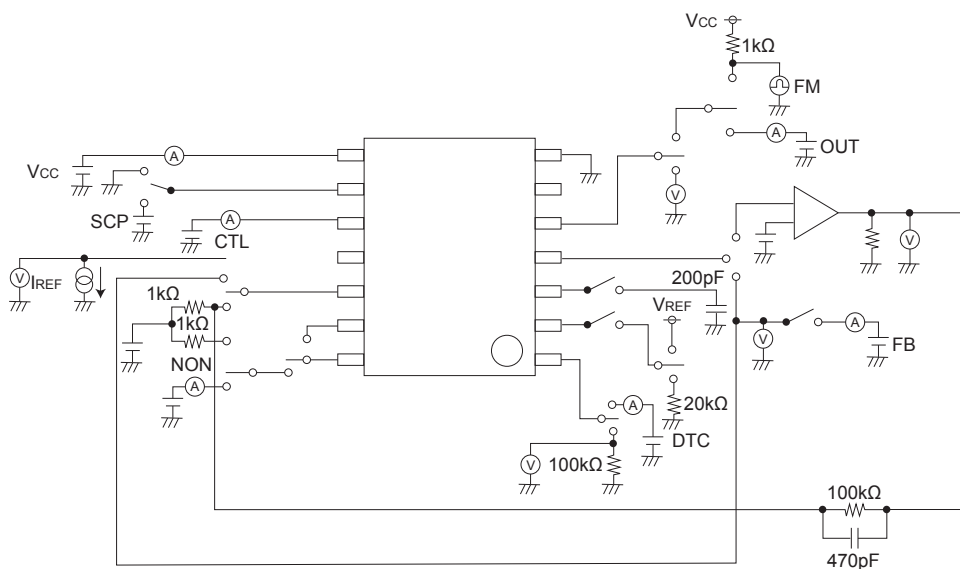 VCC
1kΩ
FM
A
OUT
A
VCC
V
SCP
A
CTL
V
IREF
200pF
V
1kΩ
VREF
1kΩ
V
A
FB
NON
A
20kΩ
A
DTC
V
100kΩ
100kΩ
470pF